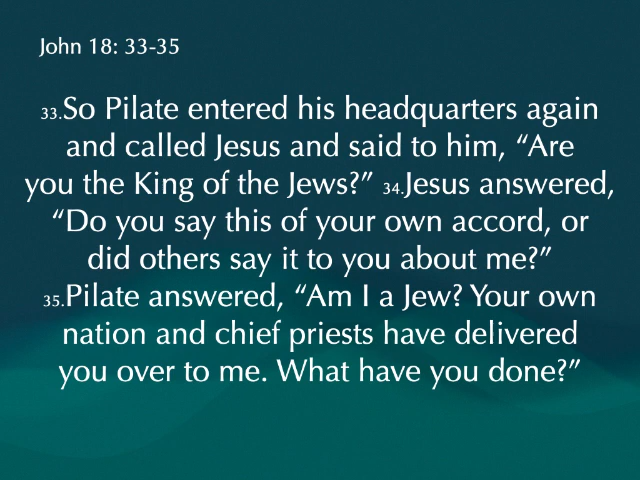 John 18: 33-35
33.So Pilate entered his headquarters again
and called Jesus and said to him, “Are
you the King of the Jews?” 34.Jesus answered,
“Do you say this of your own accord, or
did others say it to you about me?”
35.Pilate answered, “Am I a Jew? Your own
nation and chief priests have delivered
you over to me. What have you done?”